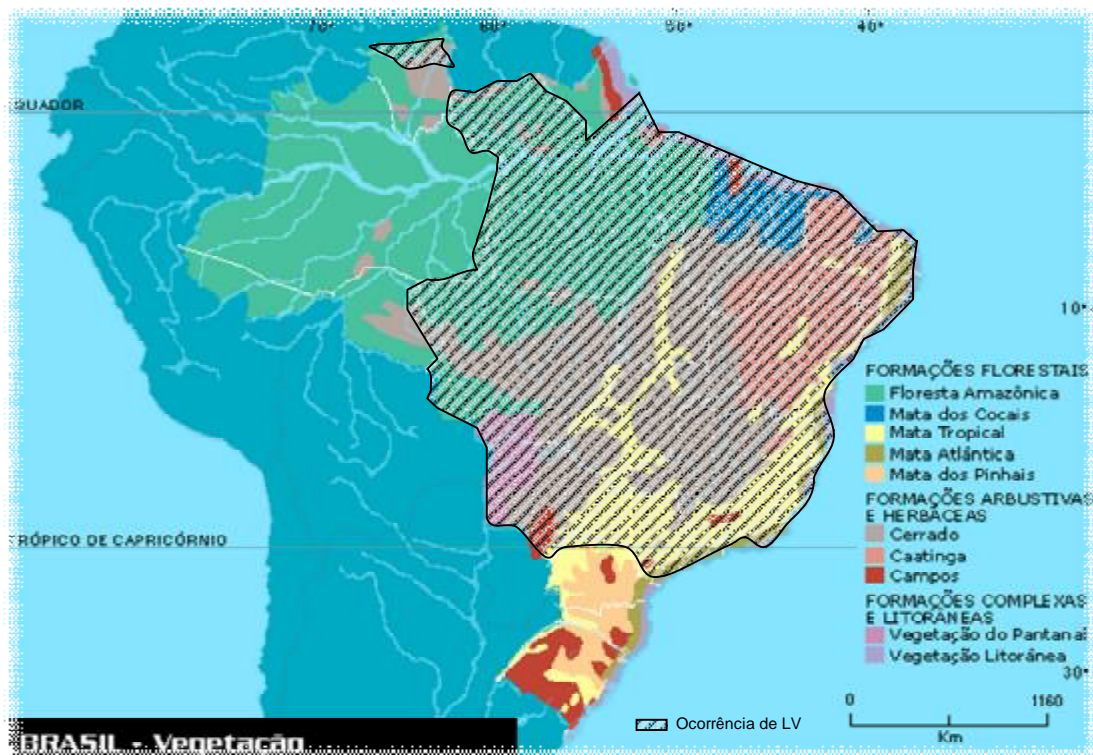 70° 60° 50° 40°
QUADOR
10°
FORMAÇÕES FLORESTAIS
Floresta Amazônica
Mata dos Cocais
Mata Tropical
Mata Atlântica
Mata dos Pinhais
RÓPICO DE CAPRICÓRNIO
FORMAÇÕES ARBUSTIVAS
E HERBÁCEAS
Cerrado
Caatinga
Campos
FORMAÇÕES COMPLEXAS
E LITORÂNEAS
Vegetação do Pantanal
Vegetação Litorânea
30°
0 1160
Km
Ocorrência de LV
BRASIL - Vegetação